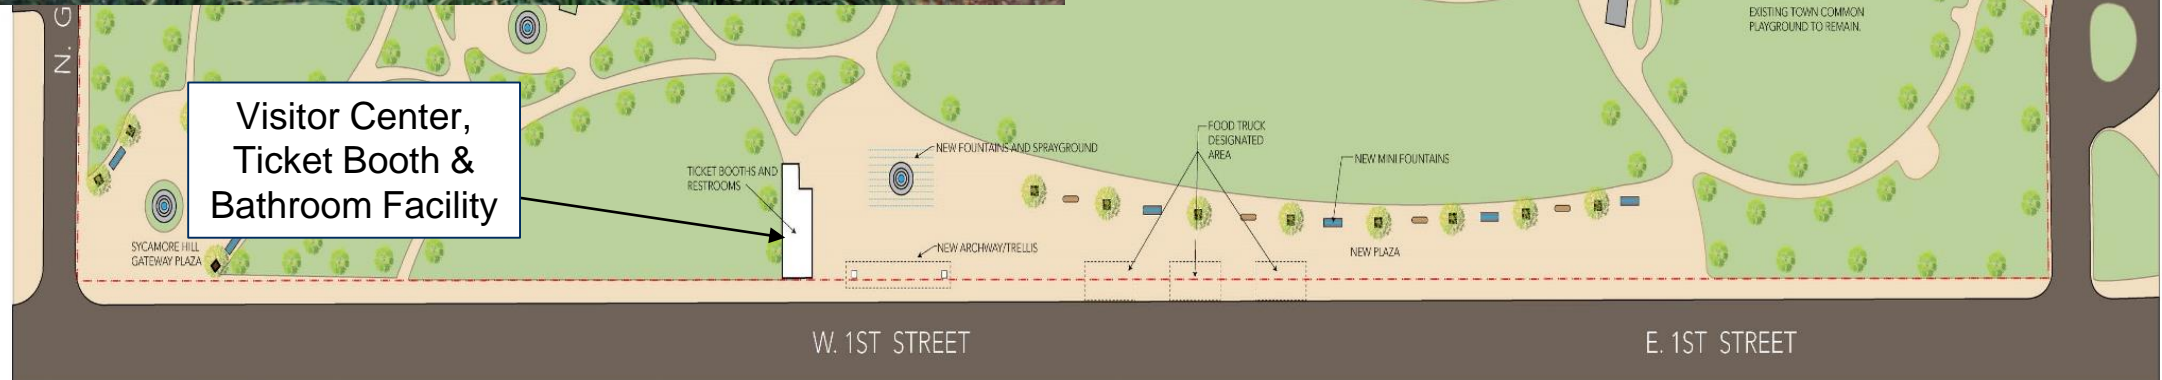 N. G
EXISTING TOWN COMMON
PLAYGROUND TO REMAIN.
Visitor Center,
Ticket Booth &
Bathroom Facility
FOOD TRUCK
DESIGNATED
AREA
NEW FOUNTAINS AND SPRAYGROUND
NEW MINI FOUNTAINS
TICKET BOOTHS AND
RESTROOMS
SYCAMORE HILL
GATEWAY PLAZA
NEW ARCHWAY/TRELLIS
NEW PLAZA
W. 1ST STREET
E. 1ST STREET